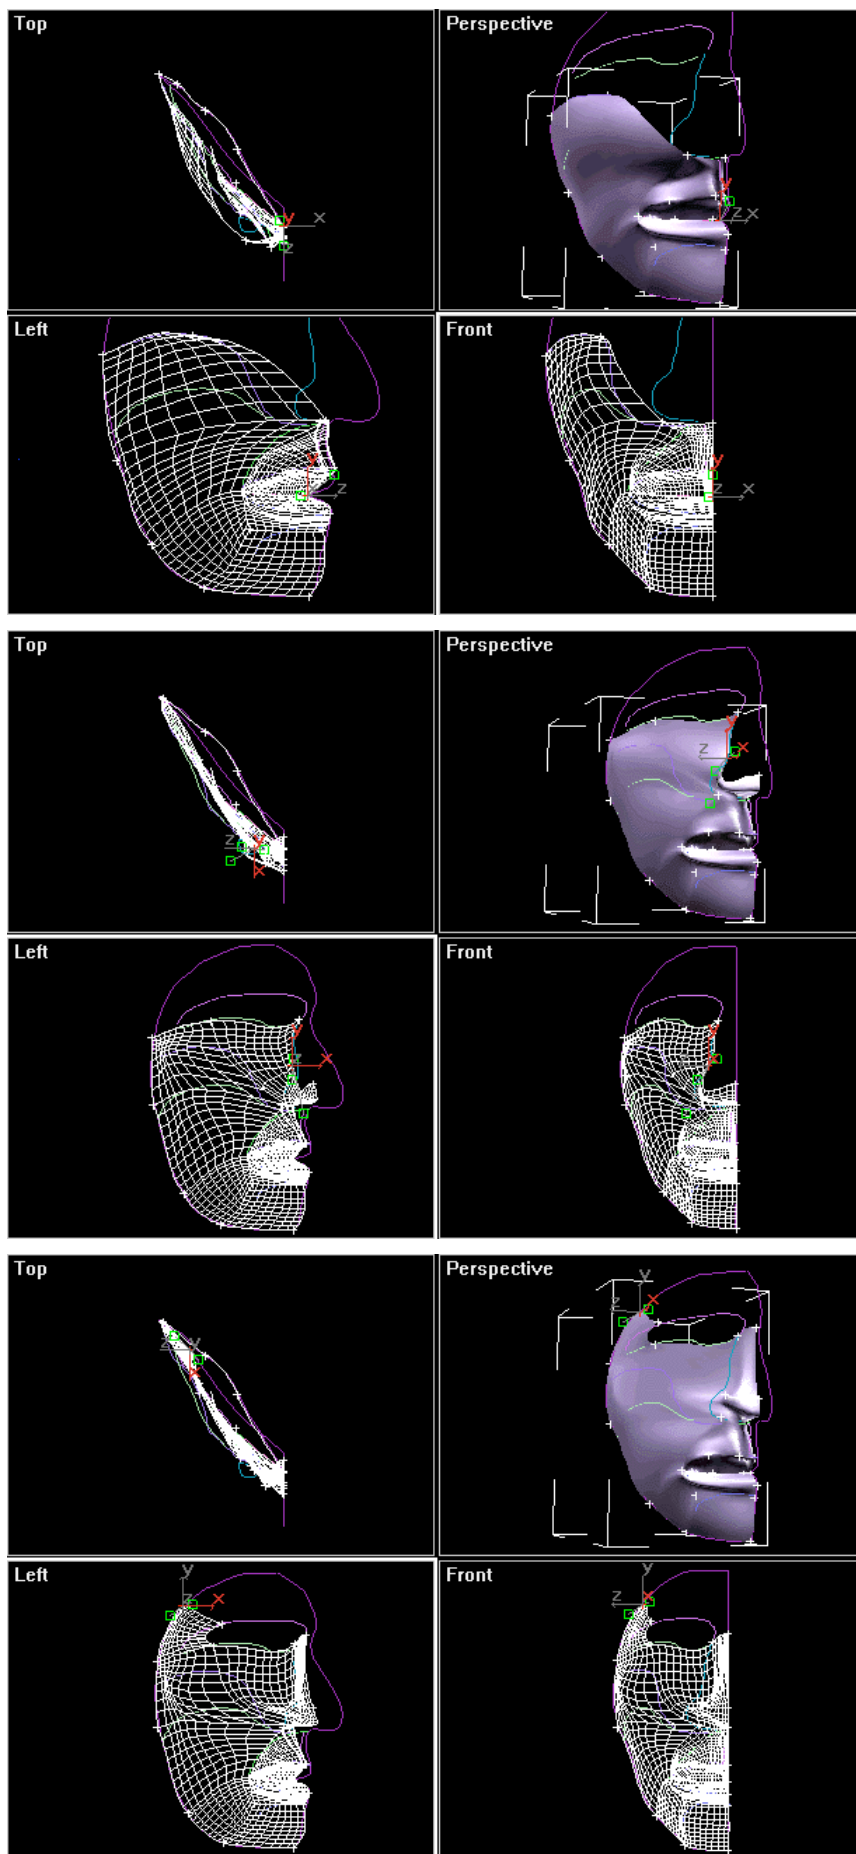 Top
Perspective
y
x
z
y
z x
Left
Front
y
z
y
z x
Top
Perspective
z y
x
y
z x
Left
Front
y
z x
y
x
Top
Perspective
z y
x
y
z x
Left
Front
y
z x
y
z x